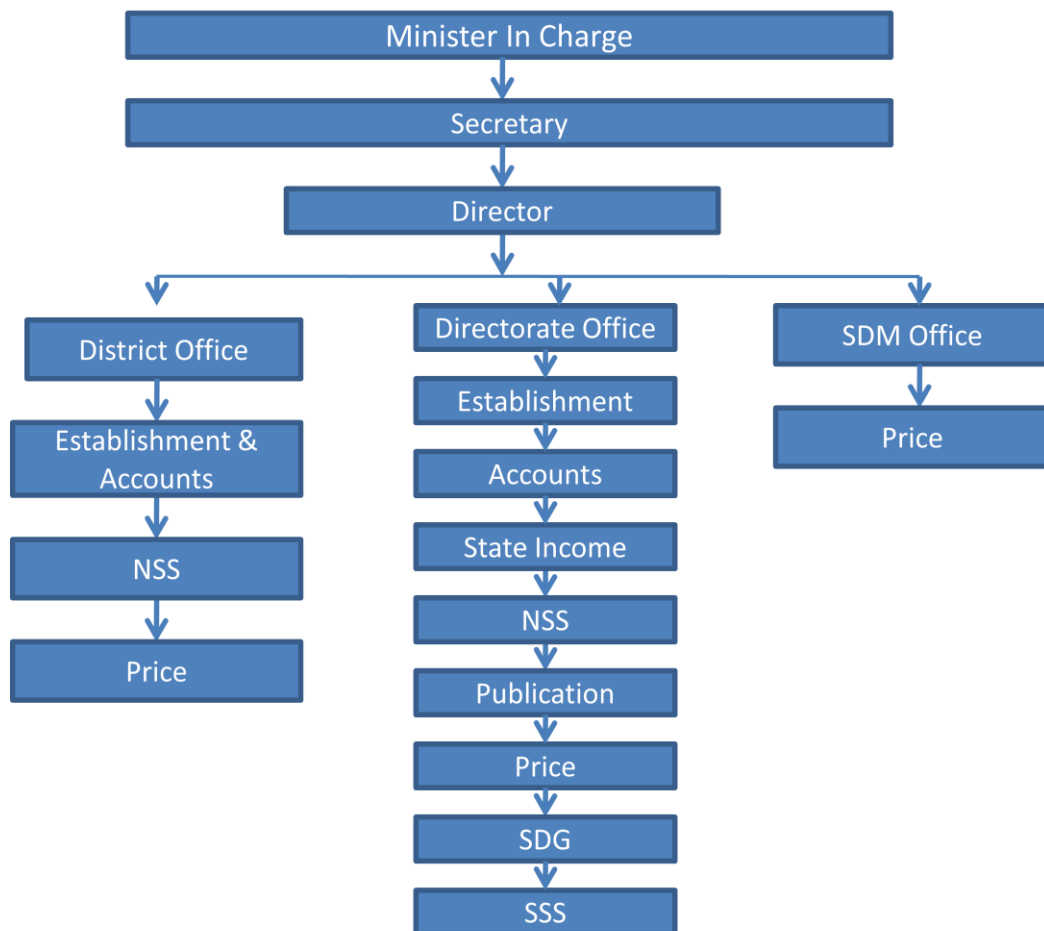 Minister In Charge
Secretary
Director
District Office
Establishment &
Accounts
NSS
Price
Directorate Office
Establishment
Accounts
State Income
NSS
Publication
Price
SDG
SSS
SDM Office
Price